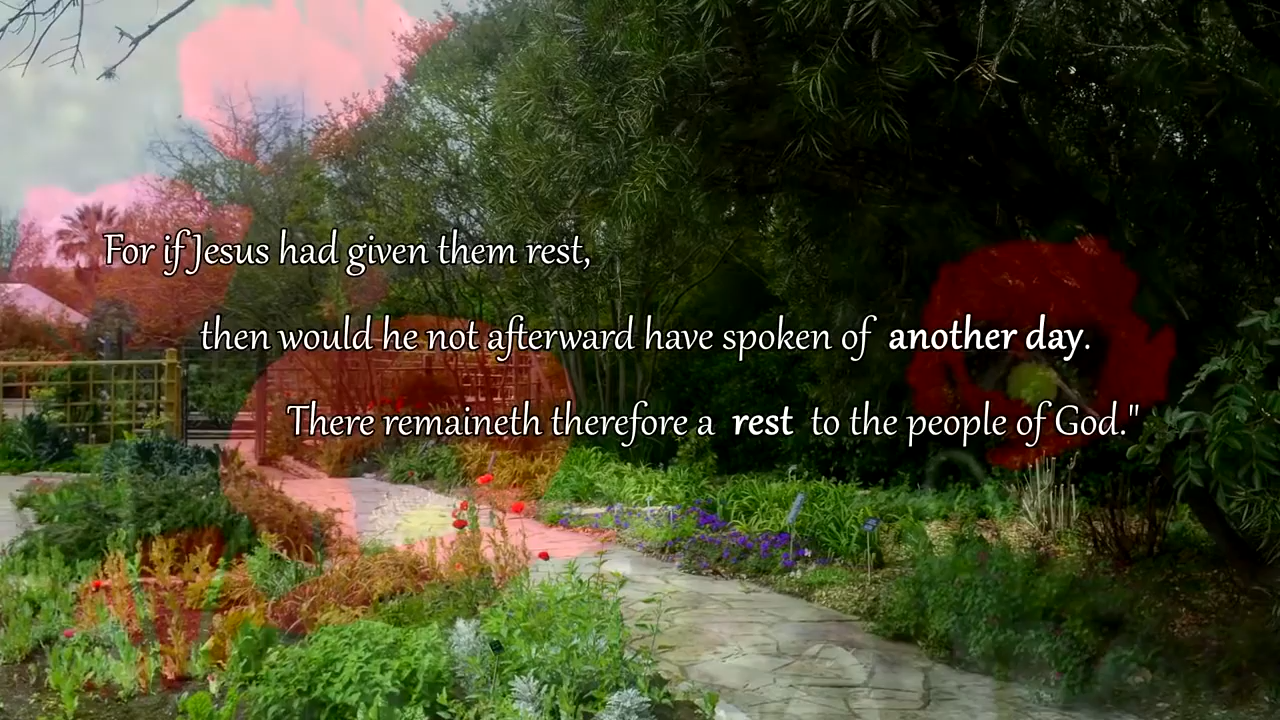 For if Jesus had given them rest,
then would he not afterward have spoken of another day.
There remaineth therefore a rest to the people of God."